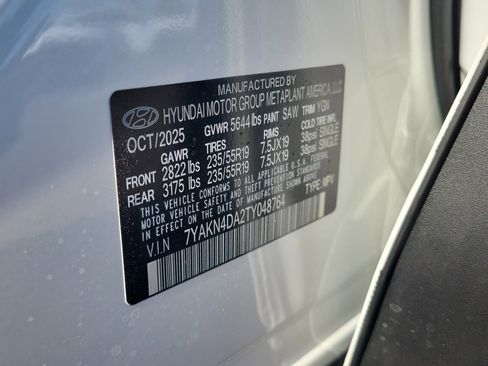 MANUFACTURED BY
HYUNDAI MOTOR GROUP METAPLANT AMERICA, LLC
OCT/2025 GVWR 5644 lbs PAINT SAW TRIM YGN
GAWR TIRES RIMS COLD TIRE INFL.
FRONT 2822 lbs 235/55R19 7.5JX19 38psi SINGLE
REAR 3175 lbs 235/55R19 7.5JX19 38psi SINGLE
THIS VEHICLE CONFORMS TO ALL APPLICABLE U.S.A. FEDERAL
MOTOR VEHICLE SAFETY STANDARDS IN
EFFECT ON THE DATE OF MANUFACTURE SHOWN ABOVE.
V.I.N 7YAKN4DA2TY048764 TYPE MPV